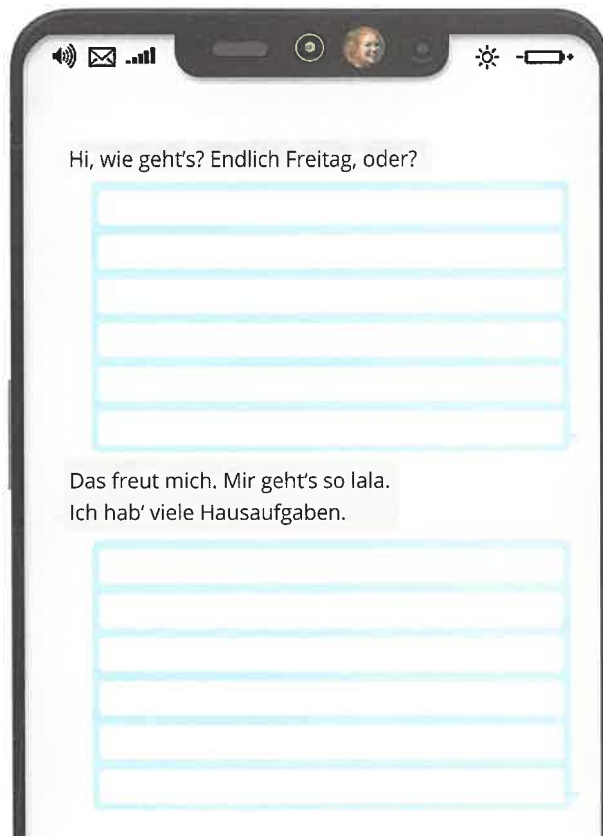 Hi, wie geht's? Endlich Freitag, oder?
Das freut mich. Mir geht's so lala.
Ich hab' viele Hausaufgaben.